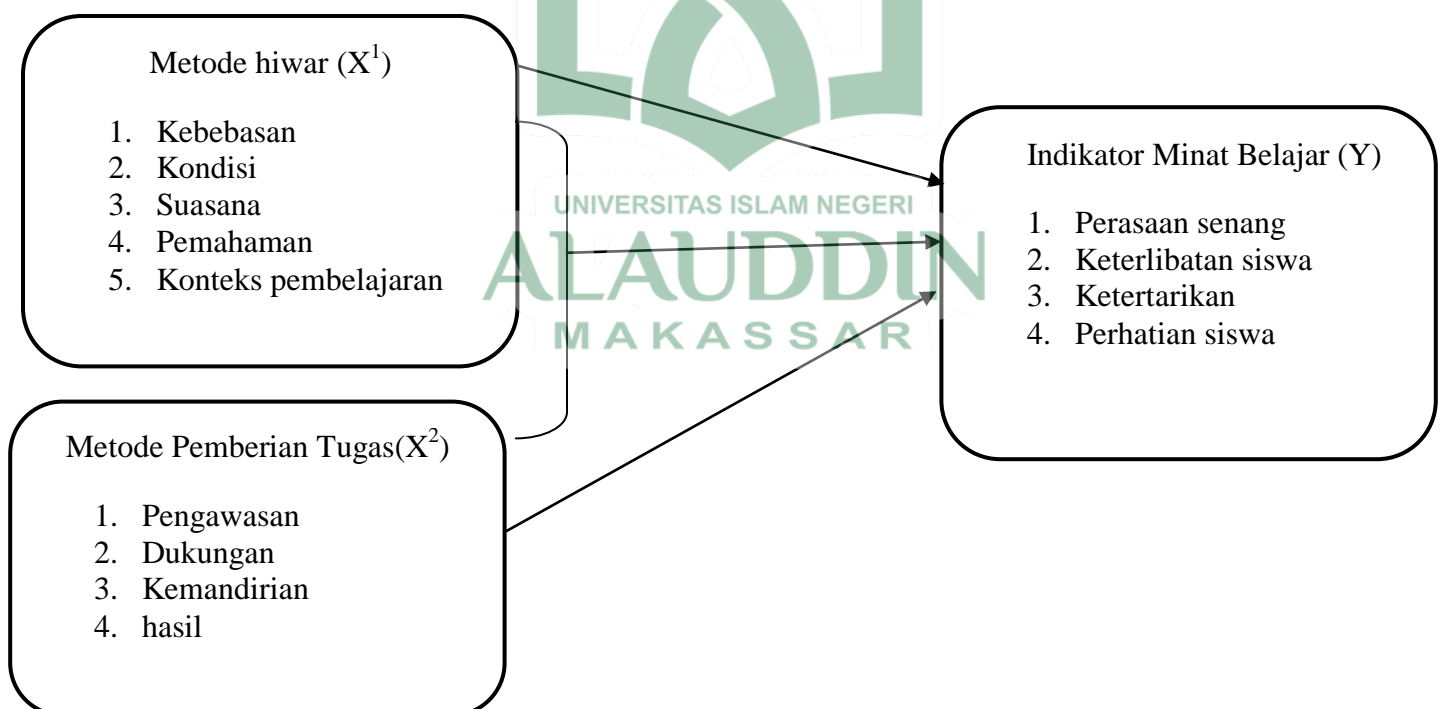 Metode hiwar (X¹)
1. Kebebasan
2. Kondisi
3. Suasana
4. Pemahaman
5. Konteks pembelajaran
Metode Pemberian Tugas(X²)
1. Pengawasan
2. Dukungan
3. Kemandirian
4. hasil
Indikator Minat Belajar (Y)
1. Perasaan senang
2. Keterlibatan siswa
3. Ketertarikan
4. Perhatian siswa
UNIVERSITAS ISLAM NEGERI
ALAUDDIN
MAKASSAR